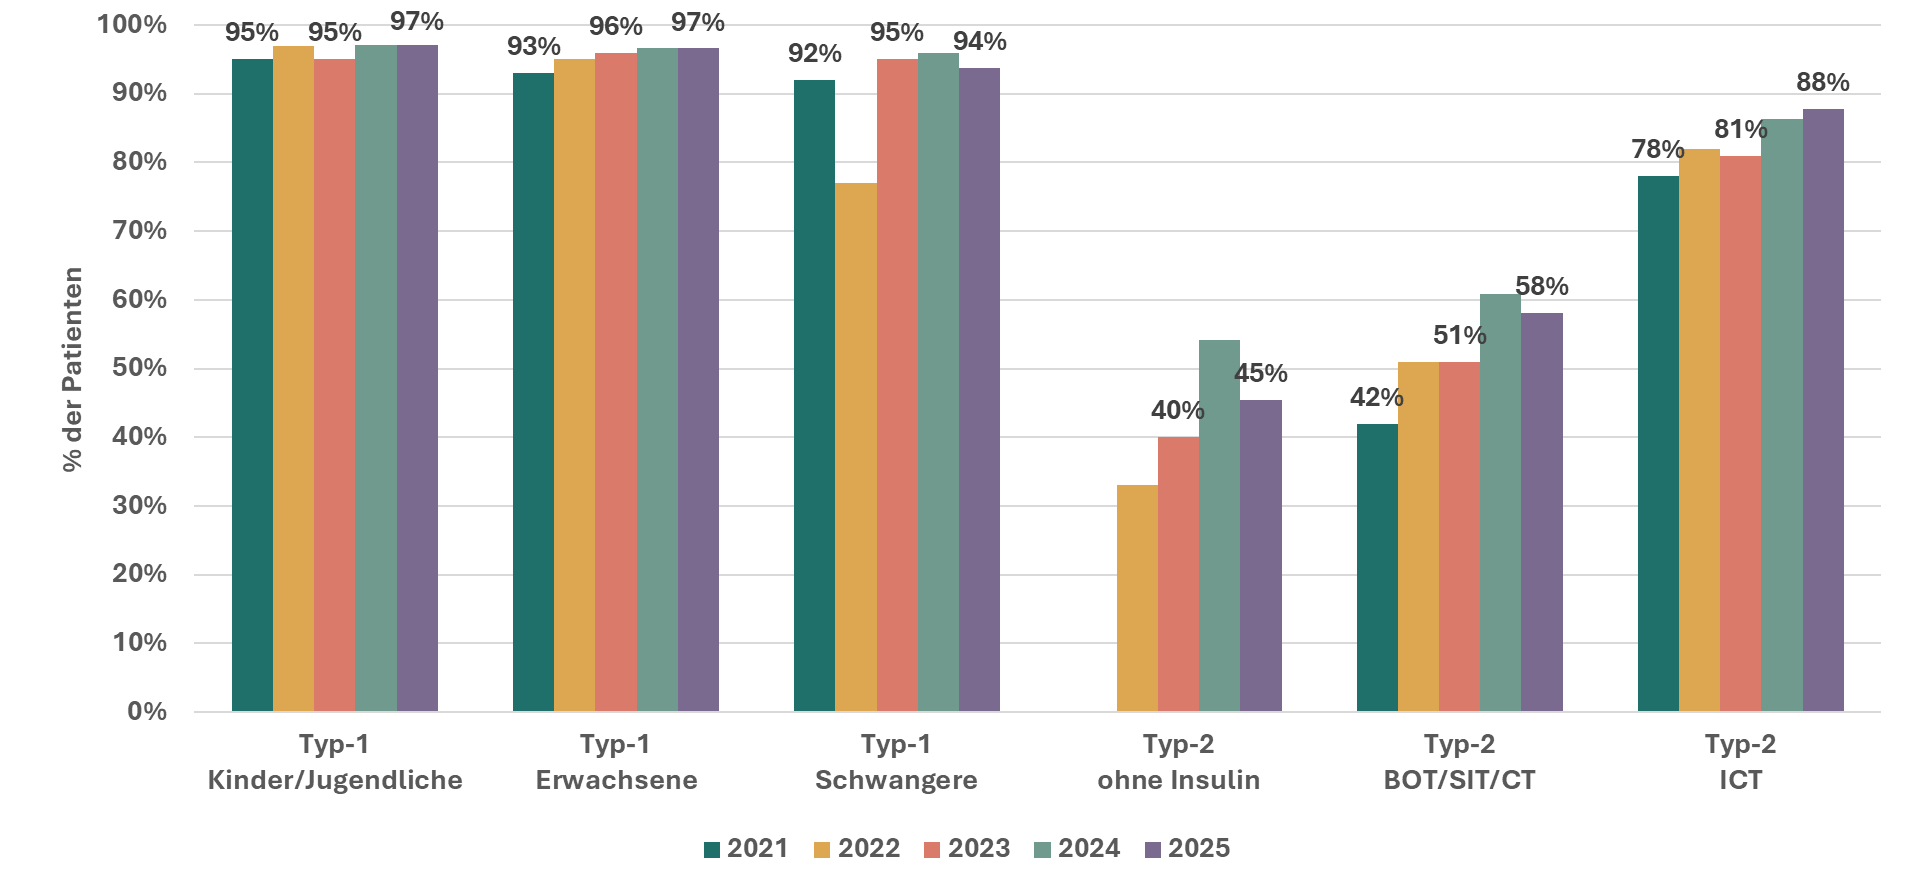 % der Patienten
100%
90%
80%
70%
60%
50%
40%
30%
20%
10%
0%
95% 95% 97%
93% 96% 97%
92% 95% 94%
40% 45%
42% 51% 58%
78% 81% 88%
Typ-1
Kinder/Jugendliche
Typ-1
Erwachsene
Typ-1
Schwangere
Typ-2
ohne Insulin
Typ-2
BOT/SIT/CT
Typ-2
ICT
2021 2022 2023 2024 2025